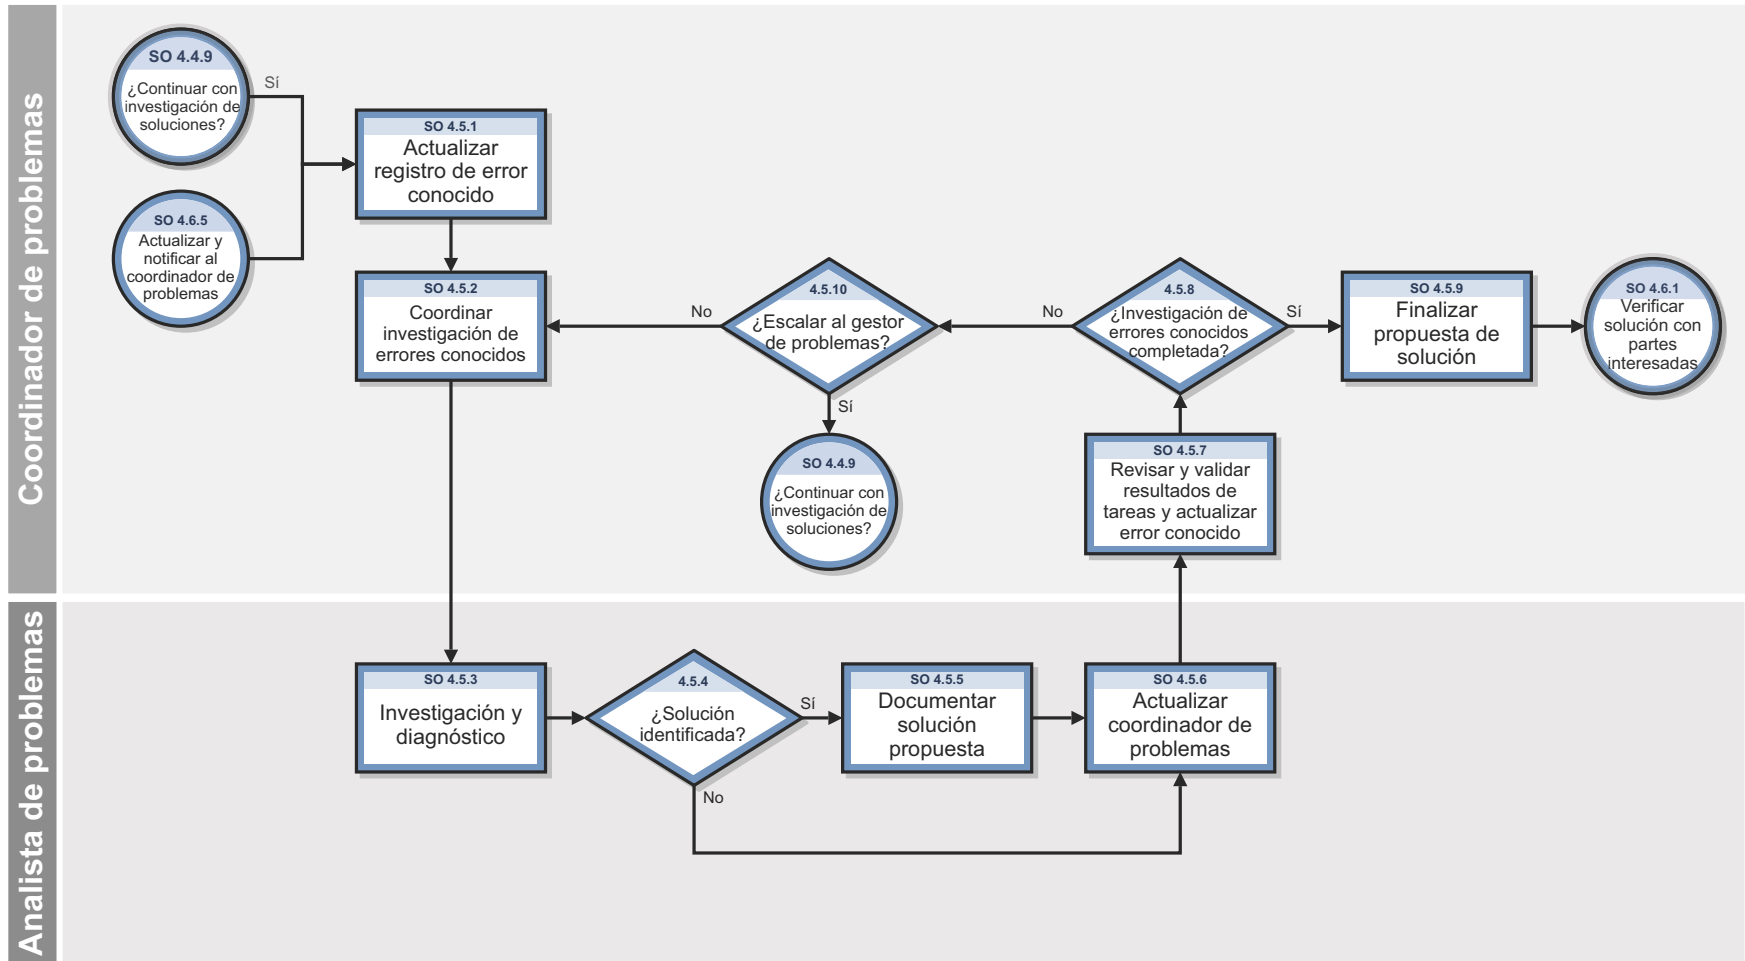 Coordinador de problemas
SO 4.4.9
¿Continuar con
investigación de
soluciones?
Sí
SO 4.6.5
Actualizar y
notificar al
coordinador de
problemas
SO 4.5.1
Actualizar
registro de error
conocido
SO 4.5.2
Coordinar
investigación de
errores conocidos
No
4.5.10
¿Escalar al gestor
de problemas?
Sí
SO 4.4.9
¿Continuar con
investigación de
soluciones?
No
4.5.8
¿Investigación de
errores conocidos
completada?
Sí
SO 4.5.9
Finalizar
propuesta de
solución
SO 4.6.1
Verificar
solución con
partes
interesadas
SO 4.5.7
Revisar y validar
resultados de
tareas y actualizar
error conocido
Analista de problemas
SO 4.5.3
Investigación y
diagnóstico
4.5.4
¿Solución
identificada?
Sí
No
SO 4.5.5
Documentar
solución
propuesta
SO 4.5.6
Actualizar
coordinador de
problemas